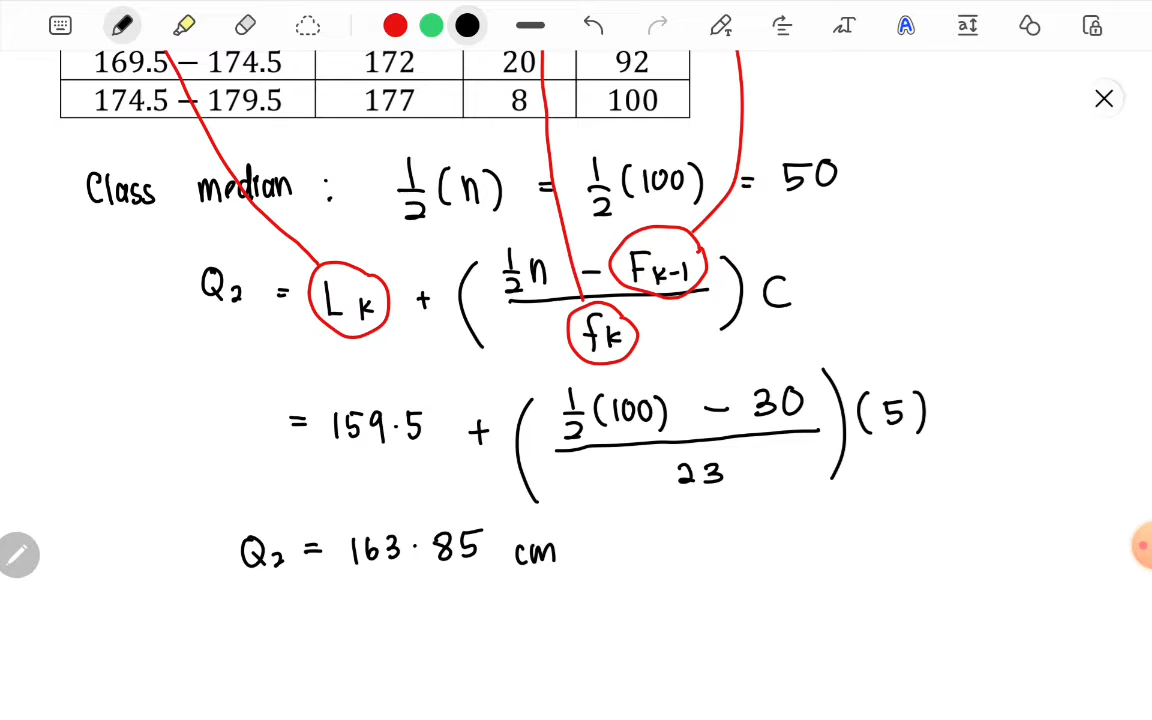 169.5 – 174.5 172 20 92
174.5 – 179.5 177 8 100
Class median : 1/2 (n) = 1/2 (100) = 50
Q₂ = Lₖ + ( (1/2 n − Fₖ₋₁) / fₖ ) C
= 159.5 + ( (1/2 (100) − 30) / 23 ) (5)
Q₂ = 163.85 cm